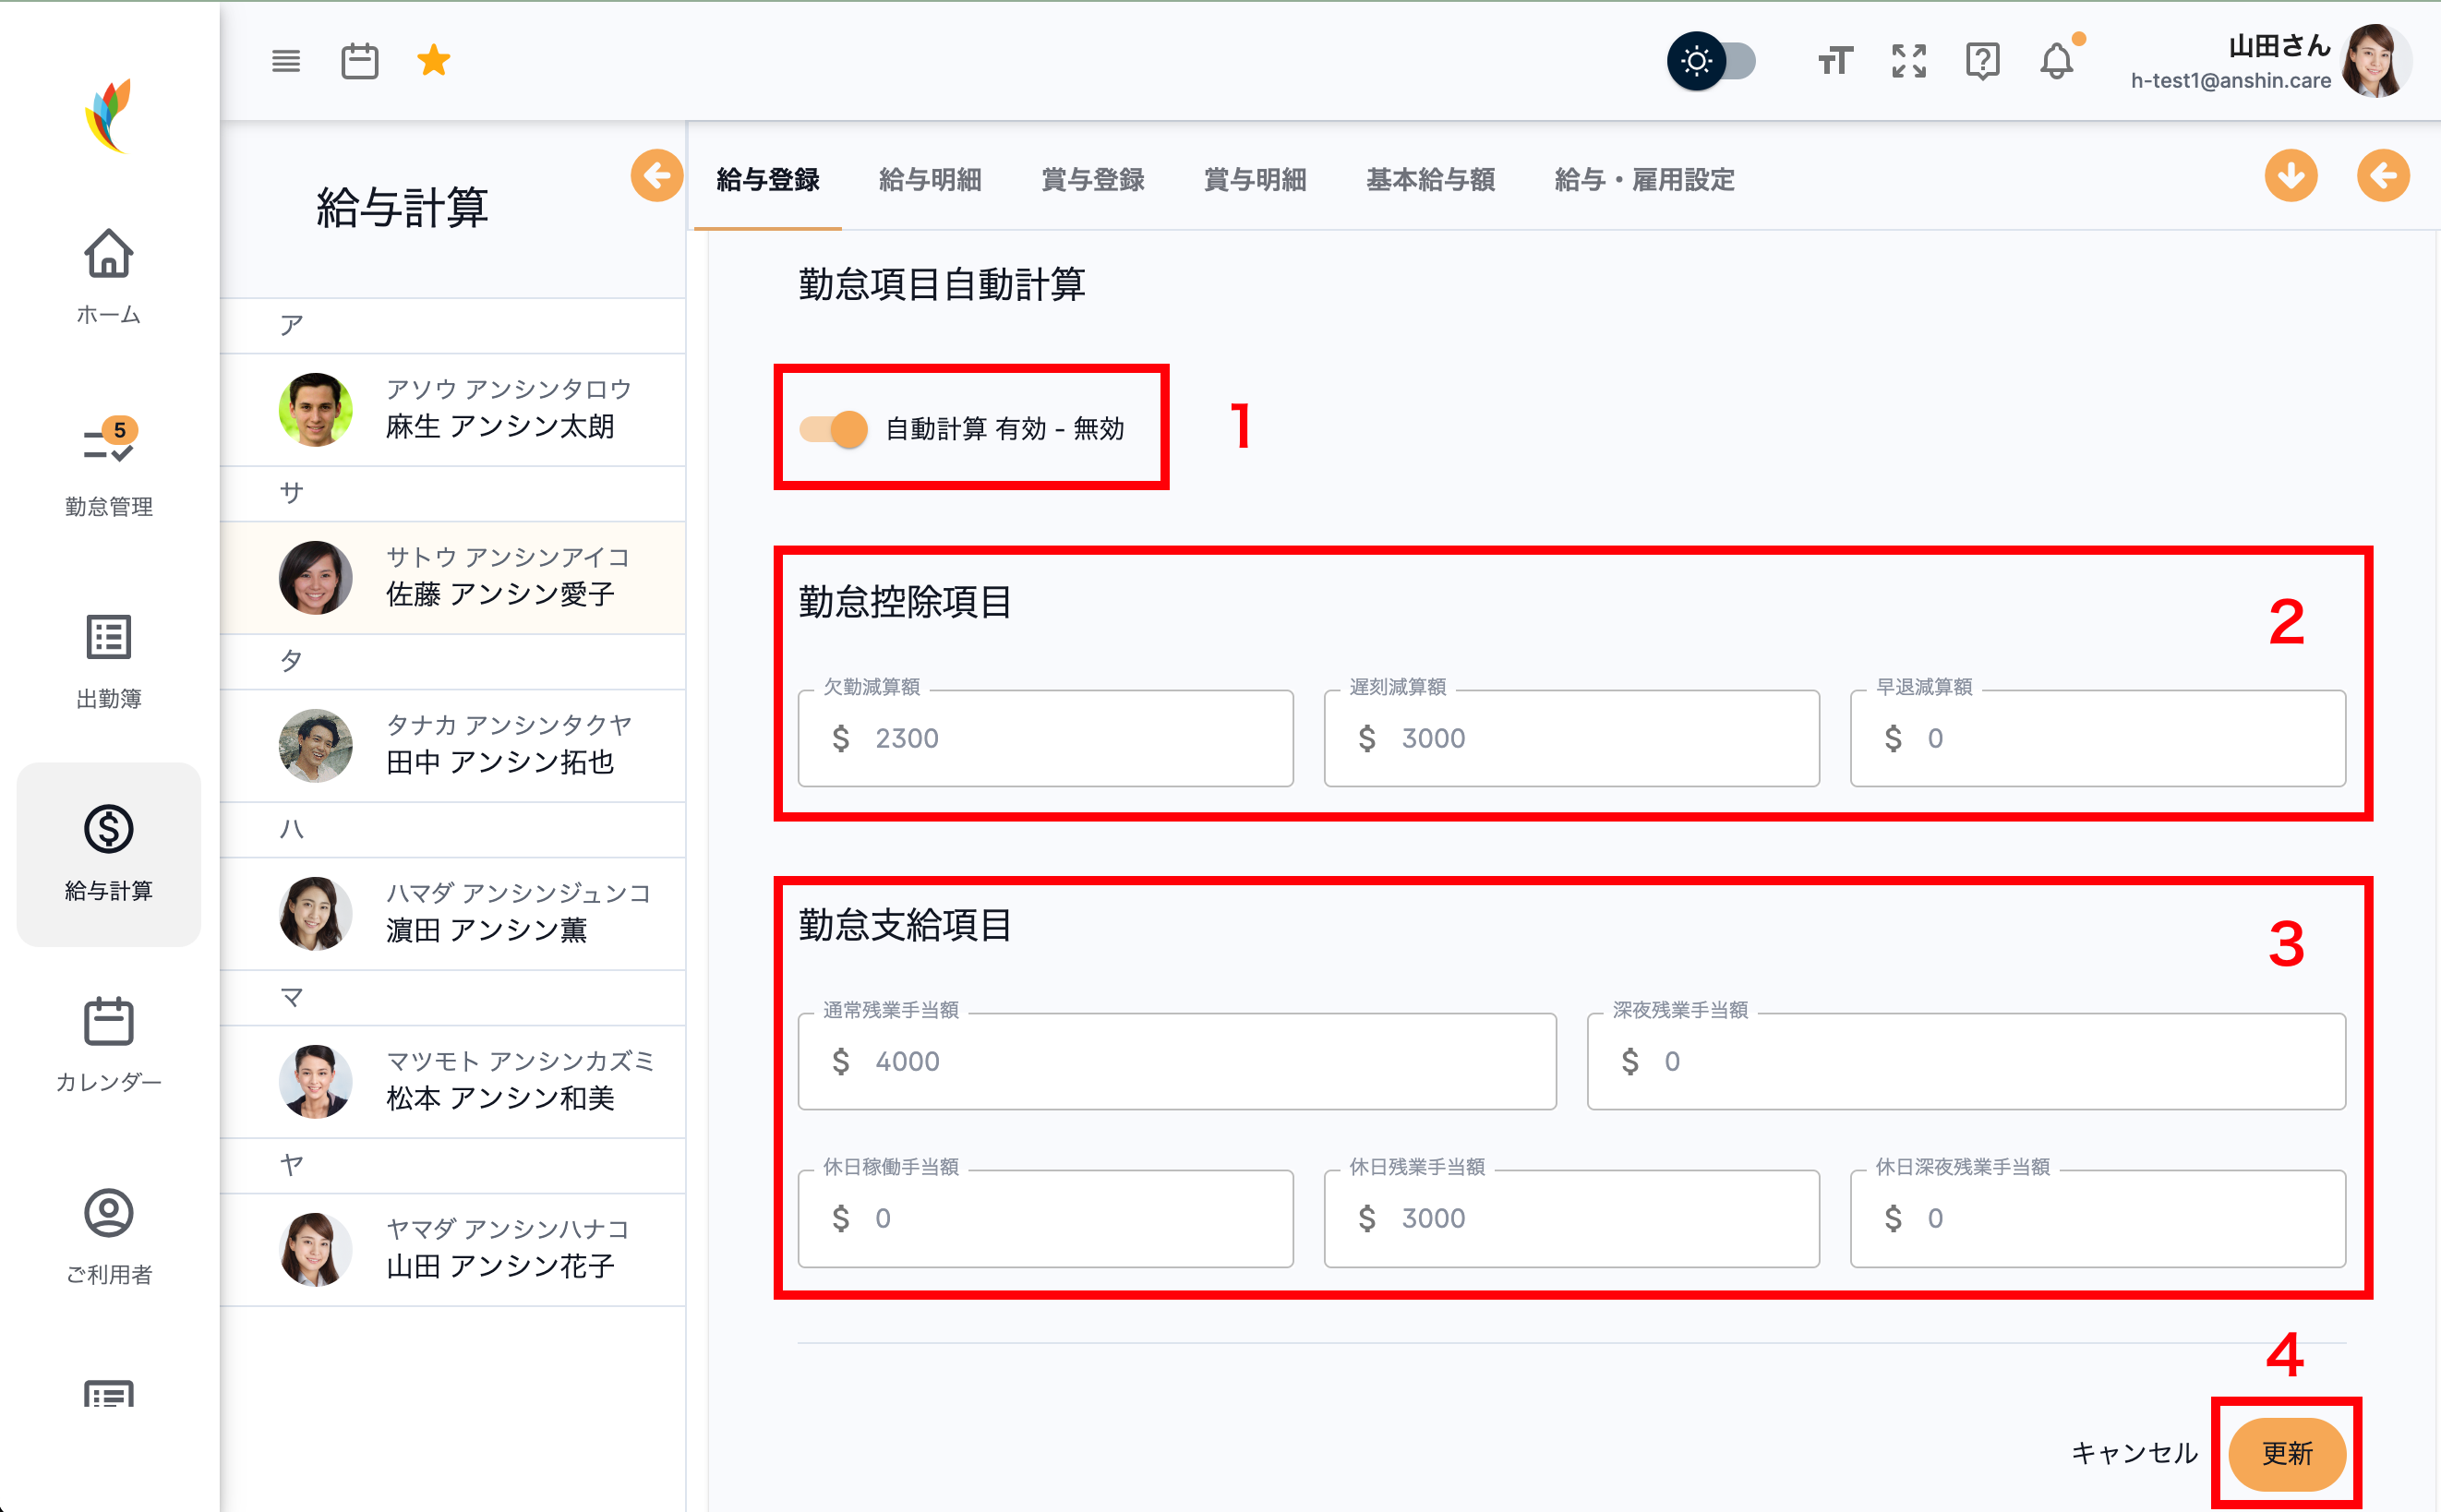 山田さん
h-test1@anshin.care
ホーム
5
勤怠管理
出勤簿
給与計算
カレンダー
ご利用者
給与計算
ア
アソウ アンシンタロウ
麻生 アンシン太朗
サ
サトウ アンシンアイコ
佐藤 アンシン愛子
タ
タナカ アンシンタクヤ
田中 アンシン拓也
ハ
ハマダ アンシンジュンコ
濵田 アンシン薫
マ
マツモト アンシンカズミ
松本 アンシン和美
ヤ
ヤマダ アンシンハナコ
山田 アンシン花子
給与登録 給与明細 賞与登録 賞与明細 基本給与額 給与・雇用設定
勤怠項目自動計算
自動計算 有効 - 無効
1
勤怠控除項目
2
欠勤減算額 遅刻減算額 早退減算額
$ 2300 $ 3000 $ 0
勤怠支給項目
3
通常残業手当額 深夜残業手当額
$ 4000 $ 0
休日稼働手当額 休日残業手当額 休日深夜残業手当額
$ 0 $ 3000 $ 0
4
キャンセル 更新